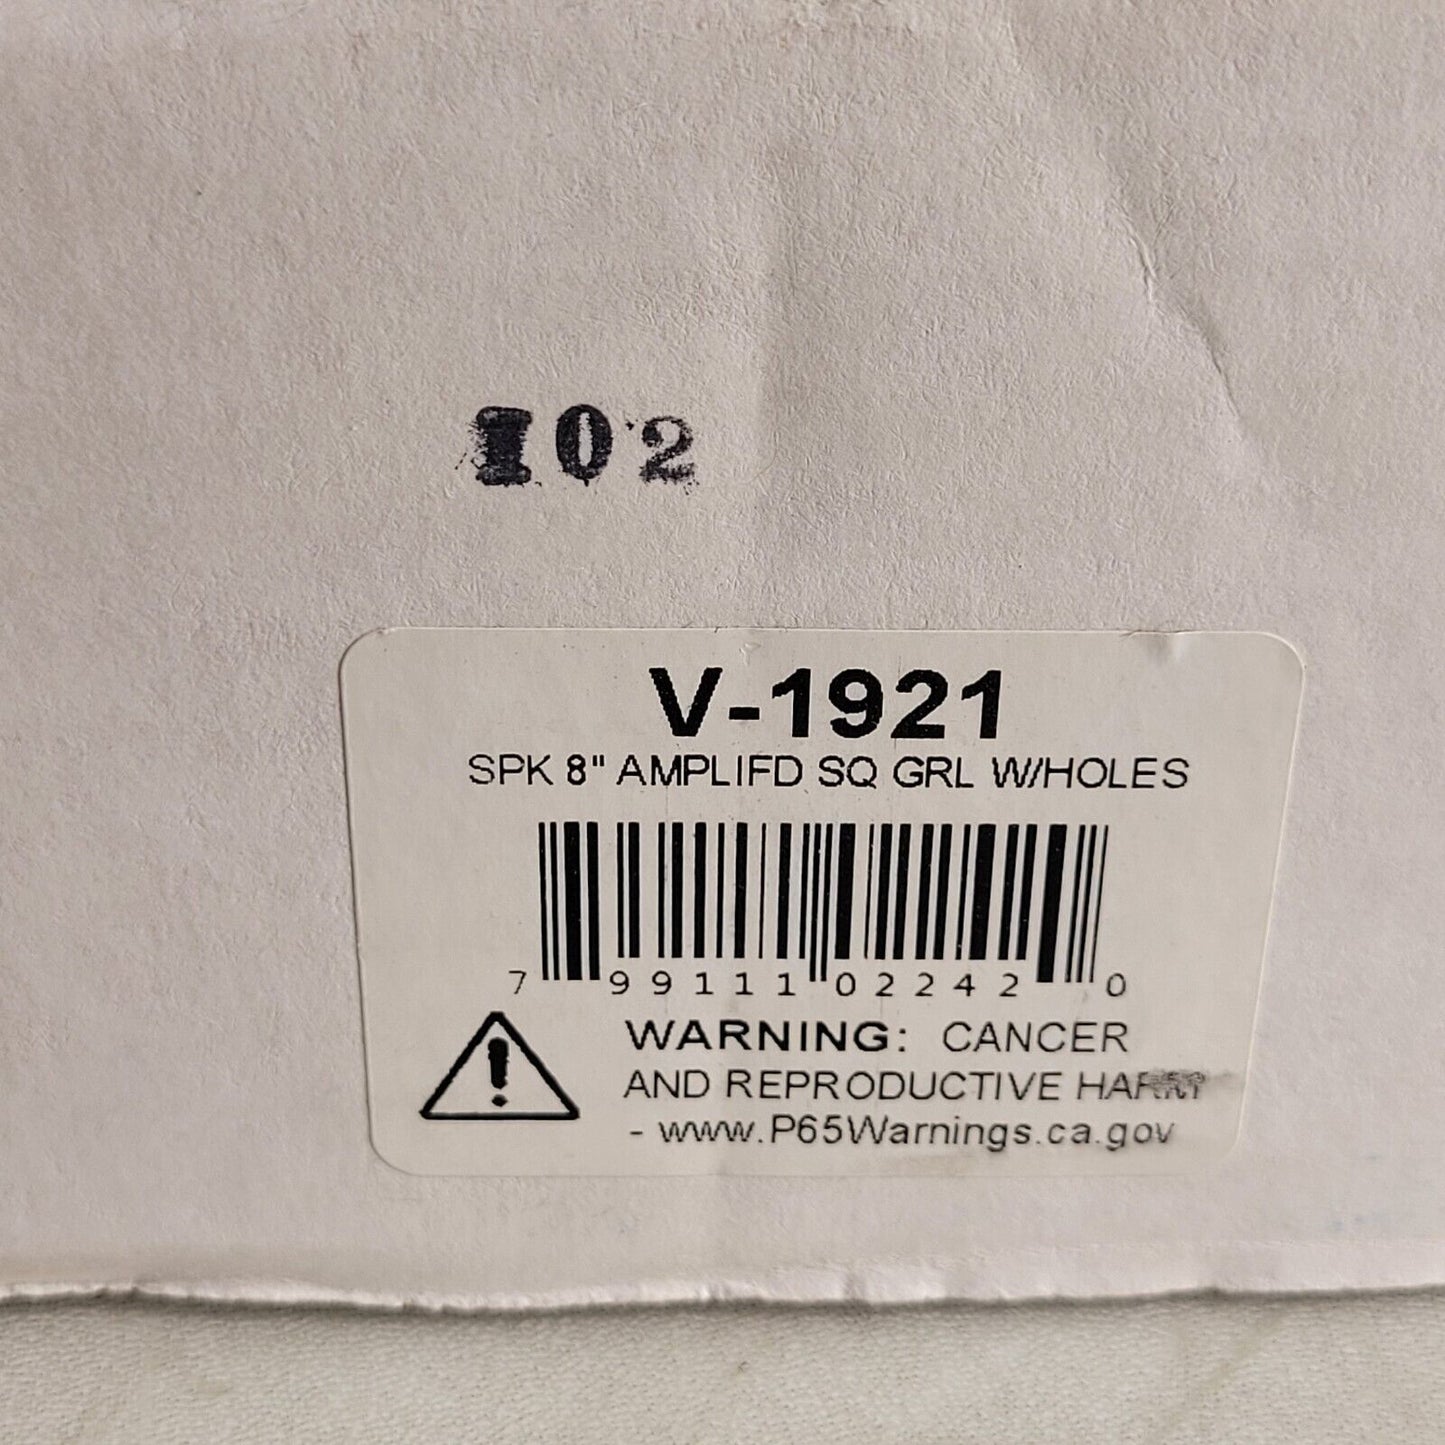 102
V-1921
SPK 8" AMPLIFD SQ GRL W/HOLES
7 99111 02242 0
WARNING: CANCER
AND REPRODUCTIVE
- www.P65Warnings.ca.gov